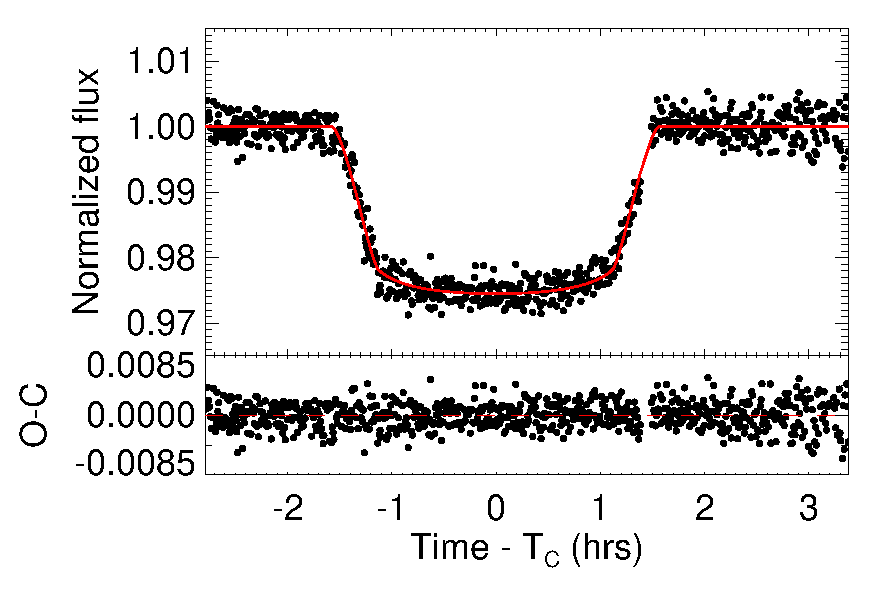 Normalized flux
1.01
1.00
0.99
0.98
0.97
O-C
0.0085
0.0000
-0.0085
-2 -1 0 1 2 3
Time - T_C (hrs)